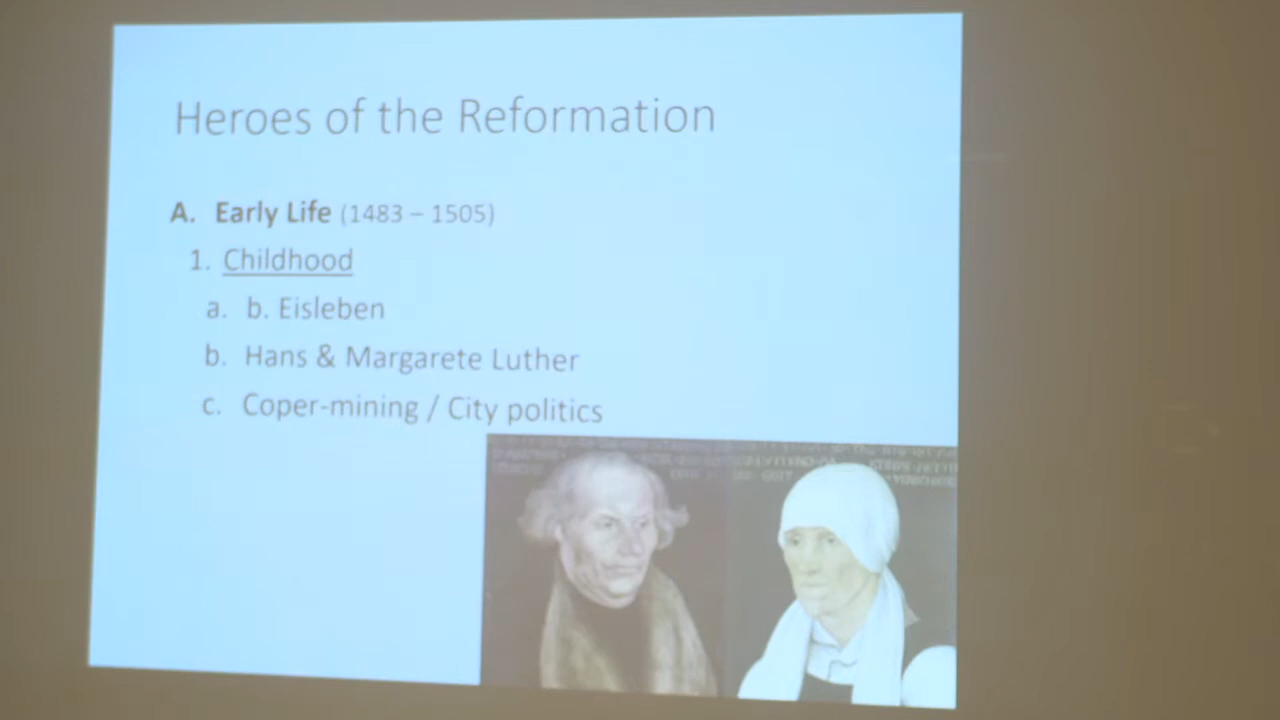 Heroes of the Reformation
A. Early Life (1483 – 1505)
1. Childhood
a. b. Eisleben
b. Hans & Margarete Luther
c. Coper-mining / City politics